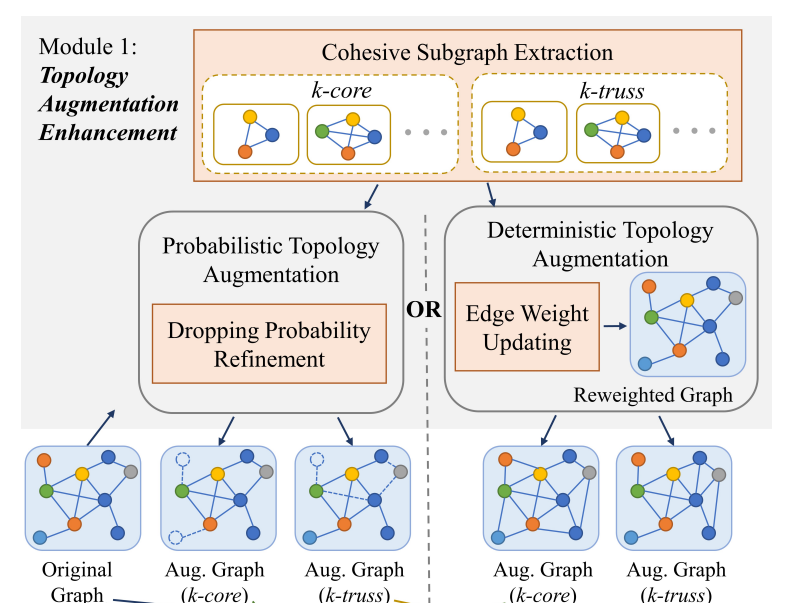 Module 1:
Topology
Augmentation
Enhancement
Cohesive Subgraph Extraction
k-core
k-truss
Probabilistic Topology
Augmentation
Dropping Probability
Refinement
OR
Deterministic Topology
Augmentation
Edge Weight
Updating
Reweighted Graph
Original
Graph
Aug. Graph
(k-core)
Aug. Graph
(k-truss)
Aug. Graph
(k-core)
Aug. Graph
(k-truss)